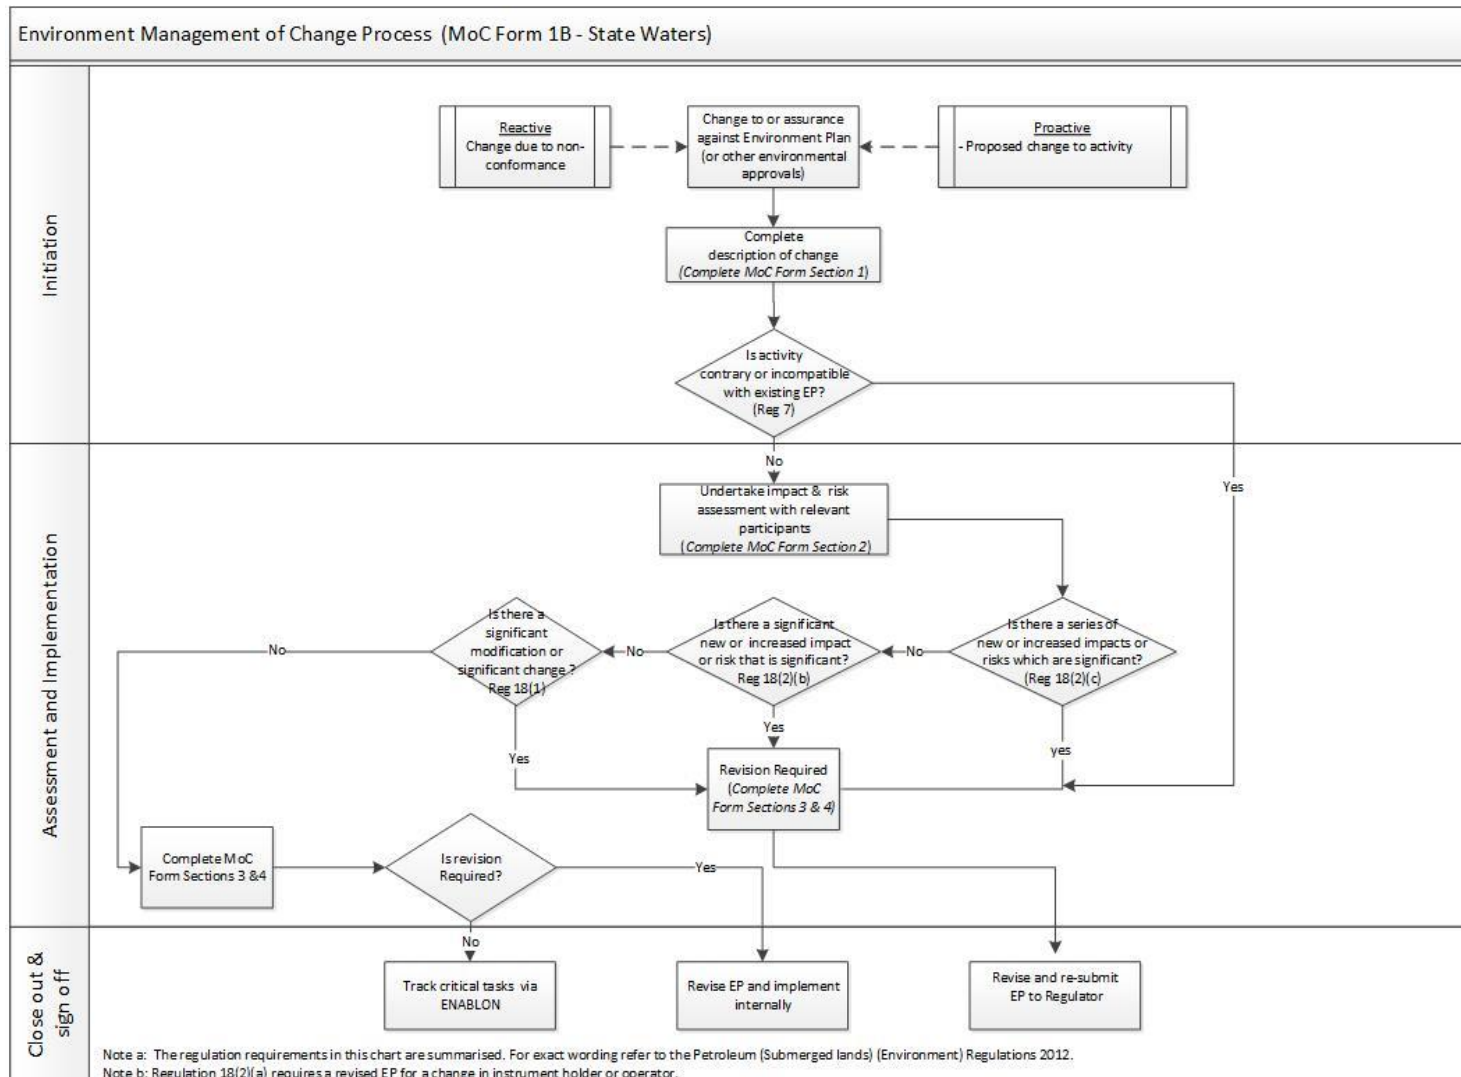 Environment Management of Change Process (MoC Form 1B - State Waters)
Initiation
Reactive
Change due to non-
conformance
Change to or assurance
against Environment Plan
(or other environmental
approvals)
Proactive
- Proposed change to activity
Complete
description of change
(Complete MoC Form Section 1)
Is activity
contrary or incompatible
with existing EP?
(Reg 7)
No
Yes
Assessment and Implementation
Undertake impact & risk
assessment with relevant
participants
(Complete MoC Form Section 2)
Is there a
significant
modification or
significant change ?
Reg 18(1)
Is there a significant
new or increased impact
or risk that is significant?
Reg 18(2)(b)
Is there a series of
new or increased impacts or
risks which are significant?
(Reg 18(2)(c)
No
No
No
Yes
Yes
yes
Revision Required
(Complete MoC
Form Sections 3 & 4)
Complete MoC
Form Sections 3 &4
Is revision
Required?
Yes
No
Close out &
sign off
Track critical tasks via
ENABLON
Revise EP and implement
internally
Revise and re-submit
EP to Regulator
Note a: The regulation requirements in this chart are summarised. For exact wording refer to the Petroleum (Submerged lands) (Environment) Regulations 2012.
Note b: Regulation 18(2)(a) requires a revised EP for a change in instrument holder or operator.